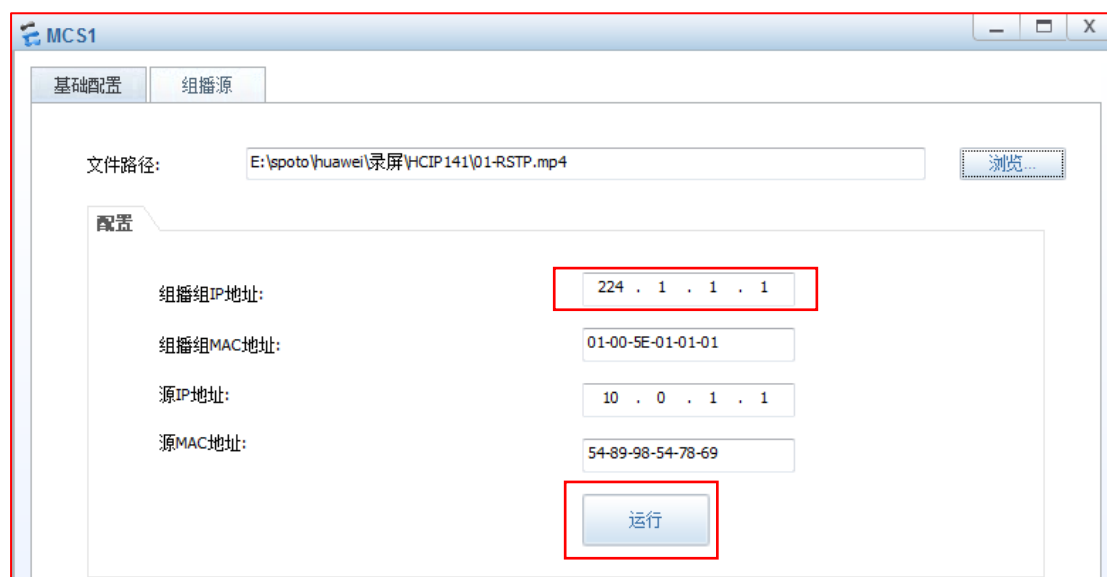 MCS1
基础配置 组播源
文件路径: E:\spoto\huawei\录屏\HCIP141\01-RSTP.mp4 浏览...
配置
组播组IP地址: 224 . 1 . 1 . 1
组播组MAC地址: 01-00-5E-01-01-01
源IP地址: 10 . 0 . 1 . 1
源MAC地址: 54-89-98-54-78-69
运行